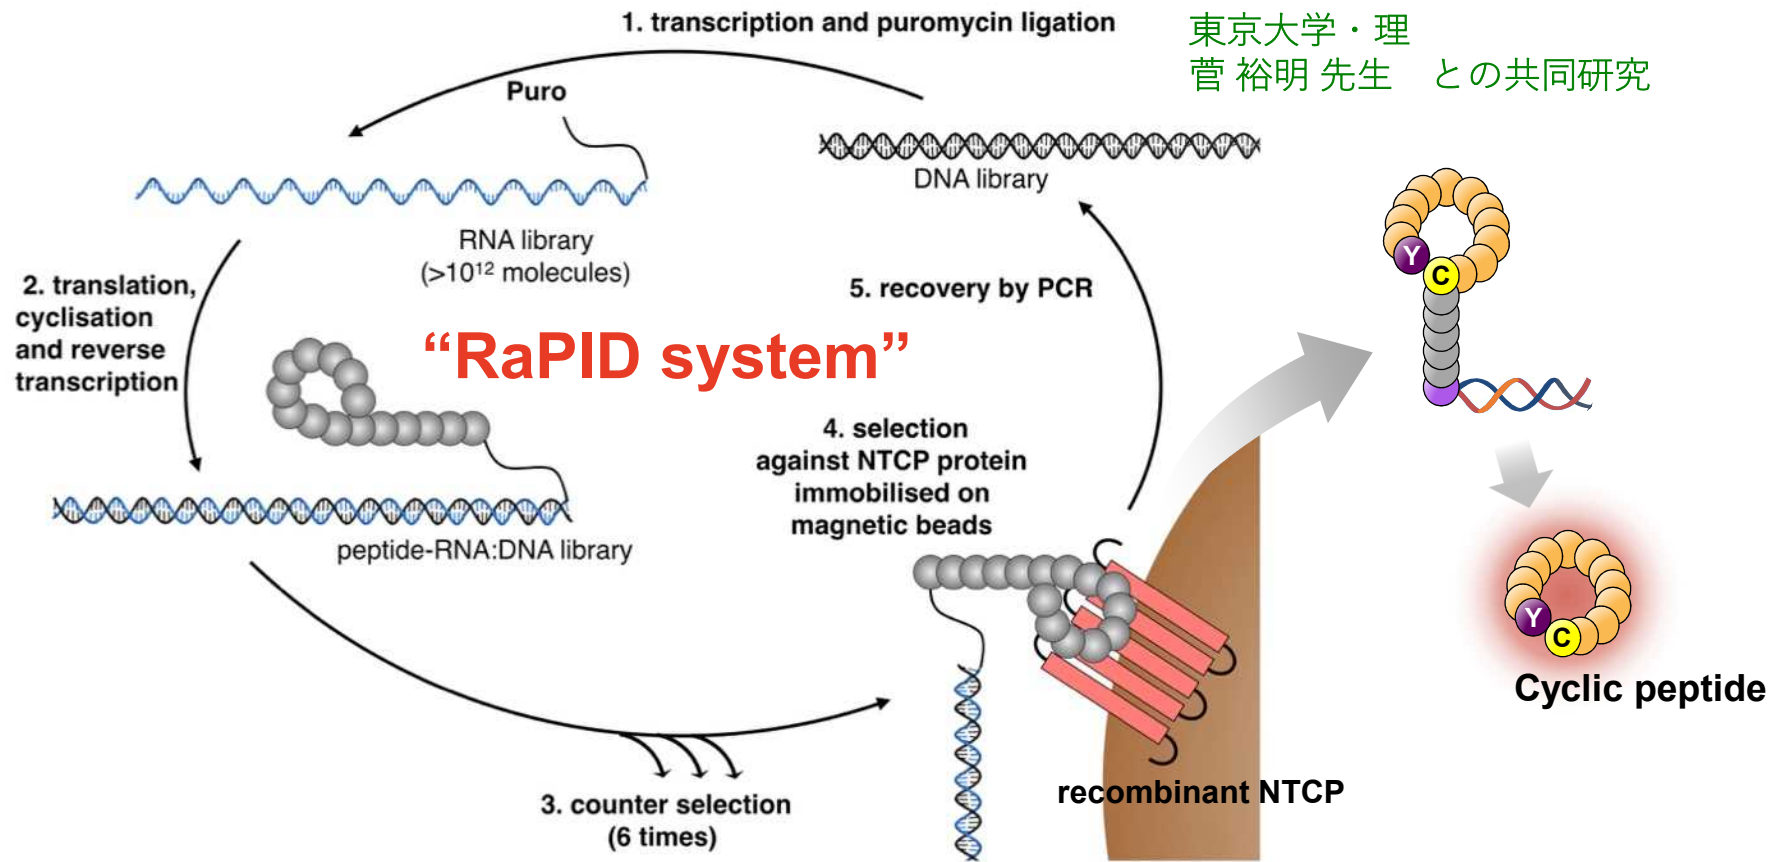 1. transcription and puromycin ligation
東京大学・理
菅 裕明 先生　との共同研究
Puro
DNA library
RNA library
(>10¹² molecules)
2. translation,
cyclisation
and reverse
transcription
5. recovery by PCR
“RaPID system”
4. selection
against NTCP protein
immobilised on
magnetic beads
peptide-RNA:DNA library
3. counter selection
(6 times)
recombinant NTCP
Y
C
Y
C
Cyclic peptide